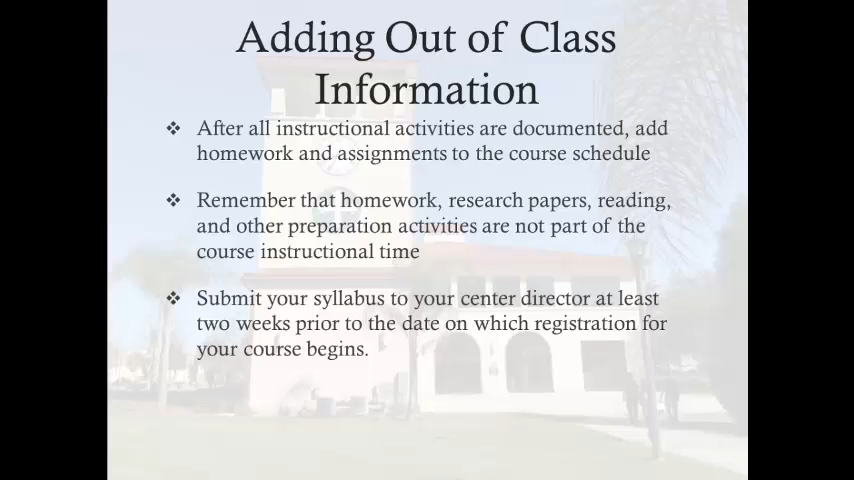 Adding Out of Class
Information
❖ After all instructional activities are documented, add
homework and assignments to the course schedule
❖ Remember that homework, research papers, reading,
and other preparation activities are not part of the
course instructional time
❖ Submit your syllabus to your center director at least
two weeks prior to the date on which registration for
your course begins.